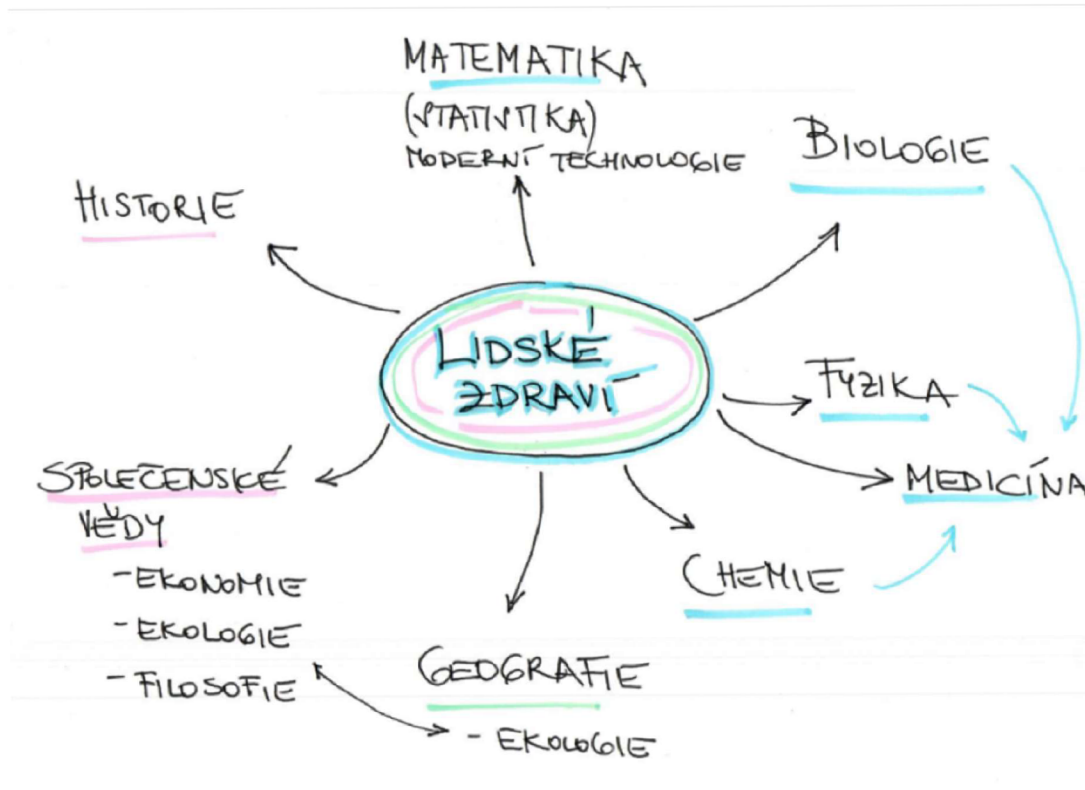 MATEMATIKA
(STATISTIKA)
MODERNÍ TECHNOLOGIE
BIOLOGIE
HISTORIE
LIDSKÉ
ZDRAVÍ
FYZIKA
MEDICÍNA
CHEMIE
SPOLEČENSKÉ
VĚDY
- EKONOMIE
- EKOLOGIE
- FILOSOFIE
GEOGRAFIE
- EKOLOGIE